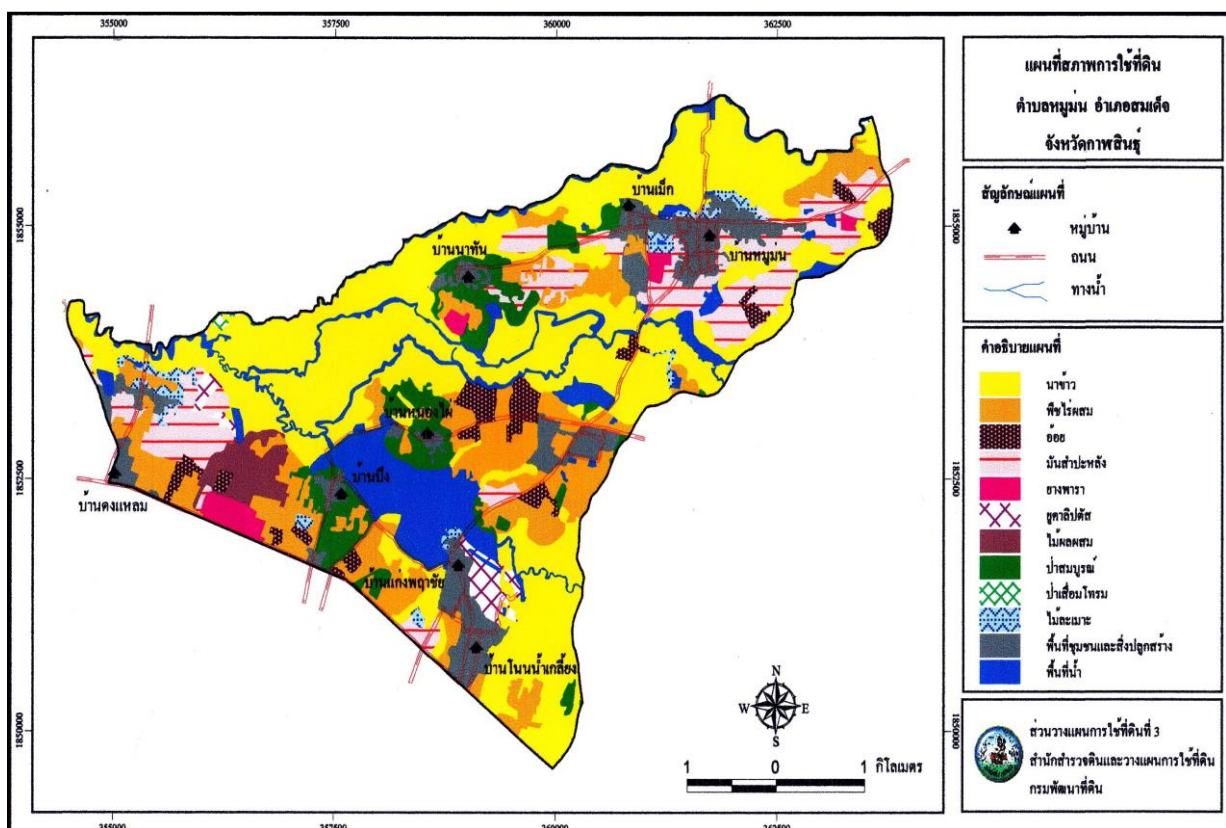 355000
357500
360000
362500
แผนที่สภาพการใช้ที่ดิน
ตำบลหมูม่น อำเภอสมเด็จ
จังหวัดกาฬสินธุ์
1855000
1855000
บ้านเม็ก
บ้านนาทัน
บ้านหมูม่น
สัญลักษณ์แผนที่
หมู่บ้าน
ถนน
ทางน้ำ
คำอธิบายแผนที่
นาข้าว
พืชไร่ผสม
อ้อย
มันสำปะหลัง
ยางพารา
ยูคาลิปตัส
ไม้ผลผสม
ป่าสมบูรณ์
ป่าเสื่อมโทรม
ไม้ละเมาะ
พื้นที่ชุมชนและสิ่งปลูกสร้าง
พื้นที่น้ำ
บ้านหนองไผ่
บ้านบึง
1852500
1852500
บ้านดงแหลม
บ้านแก่งพฤาชัย
บ้านโนนน้ำเกลี้ยง
N
W
E
S
1850000
1850000
1
0
1
กิโลเมตร
ส่วนวางแผนการใช้ที่ดินที่ 3
สำนักสำรวจดินและวางแผนการใช้ที่ดิน
กรมพัฒนาที่ดิน
355000
357500
360000
362500